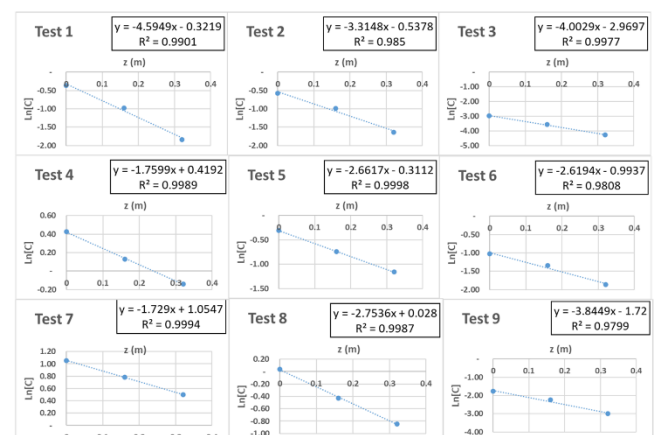 Test 1
y = -4.5949x - 0.3219
R² = 0.9901
z (m)
0 0.1 0.2 0.3 0.4
-
-0.50
-1.00
-1.50
-2.00
Ln[C]
Test 2
y = -3.3148x - 0.5378
R² = 0.985
z (m)
0 0.1 0.2 0.3 0.4
-
-0.50
-1.00
-1.50
-2.00
Ln[C]
Test 3
y = -4.0029x - 2.9697
R² = 0.9977
z (m)
0 0.1 0.2 0.3 0.4
-
-1.00
-2.00
-3.00
-4.00
-5.00
Ln[C]
Test 4
y = -1.7599x + 0.4192
R² = 0.9989
z (m)
0.60
0.40
0.20
-
-0.20
Ln[C]
0 0.1 0.2 0.3 0.4
Test 5
y = -2.6617x - 0.3112
R² = 0.9998
z (m)
0 0.1 0.2 0.3 0.4
-
-0.50
-1.00
-1.50
Ln[C]
Test 6
y = -2.6194x - 0.9937
R² = 0.9808
z (m)
0 0.1 0.2 0.3 0.4
-
-0.50
-1.00
-1.50
-2.00
Ln[C]
Test 7
y = -1.729x + 1.0547
R² = 0.9994
z (m)
1.20
1.00
0.80
0.60
0.40
0.20
-
Ln[C]
Test 8
y = -2.7536x + 0.028
R² = 0.9987
z (m)
0.20
-
-0.20
-0.40
-0.60
-0.80
-1.00
Ln[C]
0 0.1 0.2 0.3 0.4
Test 9
y = -3.8449x - 1.72
R² = 0.9799
z (m)
0 0.1 0.2 0.3 0.4
-
-1.00
-2.00
-3.00
-4.00
Ln[C]